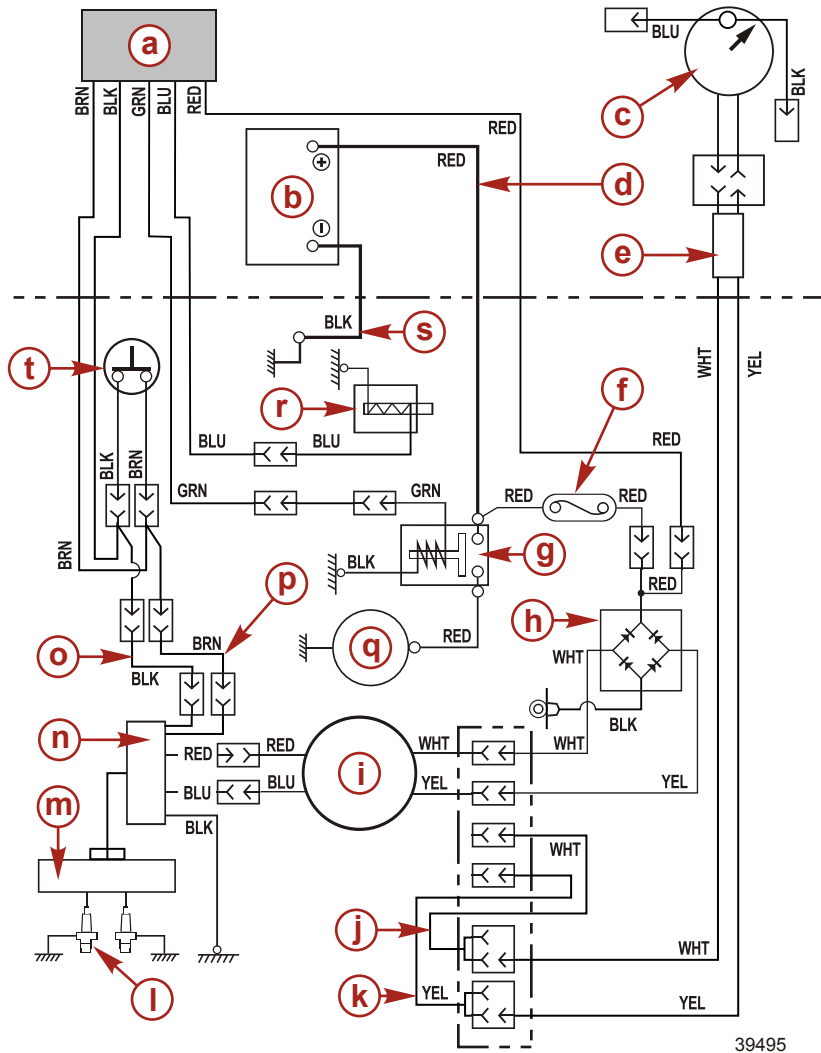 a
BLU
BRN
BLK
GRN
BLU
RED
BLK
c
RED
RED
b
d
e
BLK
s
t
WHT
YEL
r
f
BLU
BLU
RED
BLK
BRN
GRN
GRN
RED
RED
BRN
BLK
g
RED
p
h
BRN
q
RED
o
WHT
BLK
n
RED
RED
i
WHT
WHT
BLK
YEL
YEL
m
BLU
BLU
BLK
WHT
j
WHT
l
k
YEL
YEL
39495